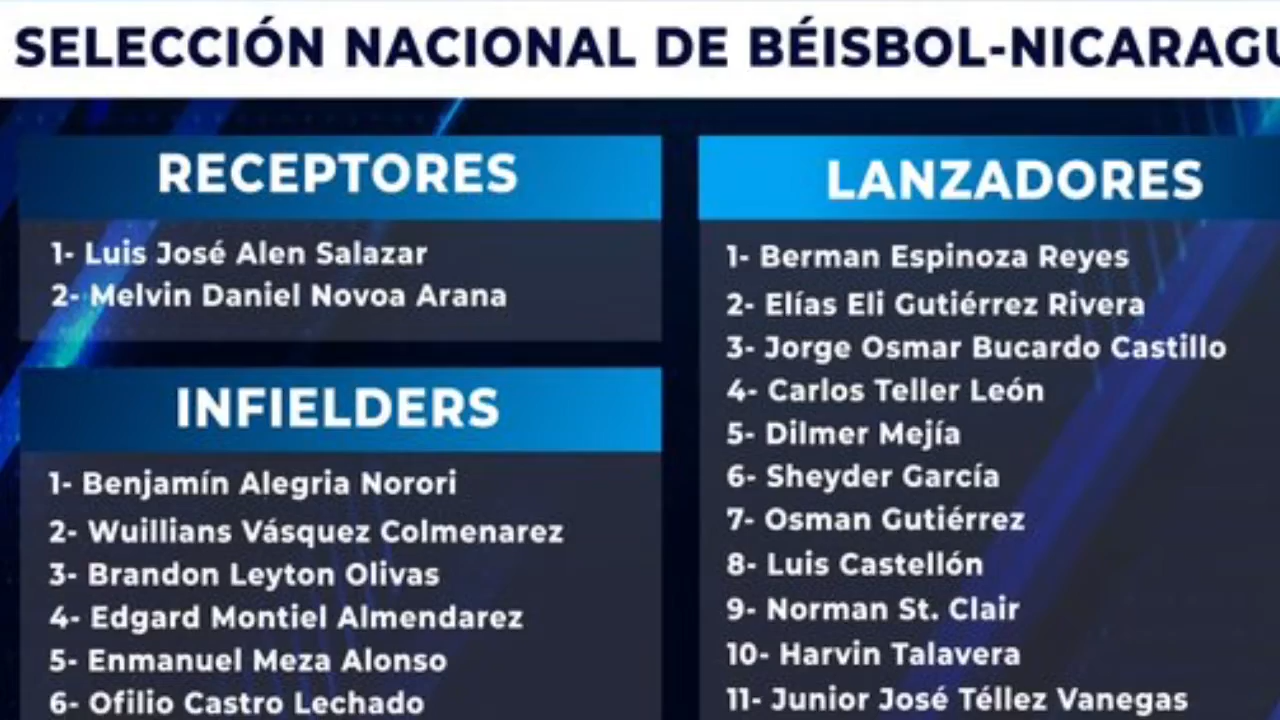 SELECCIÓN NACIONAL DE BÉISBOL-NICARAGU
RECEPTORES
1- Luis José Alen Salazar
2- Melvin Daniel Novoa Arana
INFIELDERS
1- Benjamín Alegria Norori
2- Wuillians Vásquez Colmenarez
3- Brandon Leyton Olivas
4- Edgard Montiel Almendarez
5- Enmanuel Meza Alonso
6- Ofilio Castro Lechado
LANZADORES
1- Berman Espinoza Reyes
2- Elías Eli Gutiérrez Rivera
3- Jorge Osmar Bucardo Castillo
4- Carlos Teller León
5- Dilmer Mejía
6- Sheyder García
7- Osman Gutiérrez
8- Luis Castellón
9- Norman St. Clair
10- Harvin Talavera
11- Junior José Téllez Vanegas